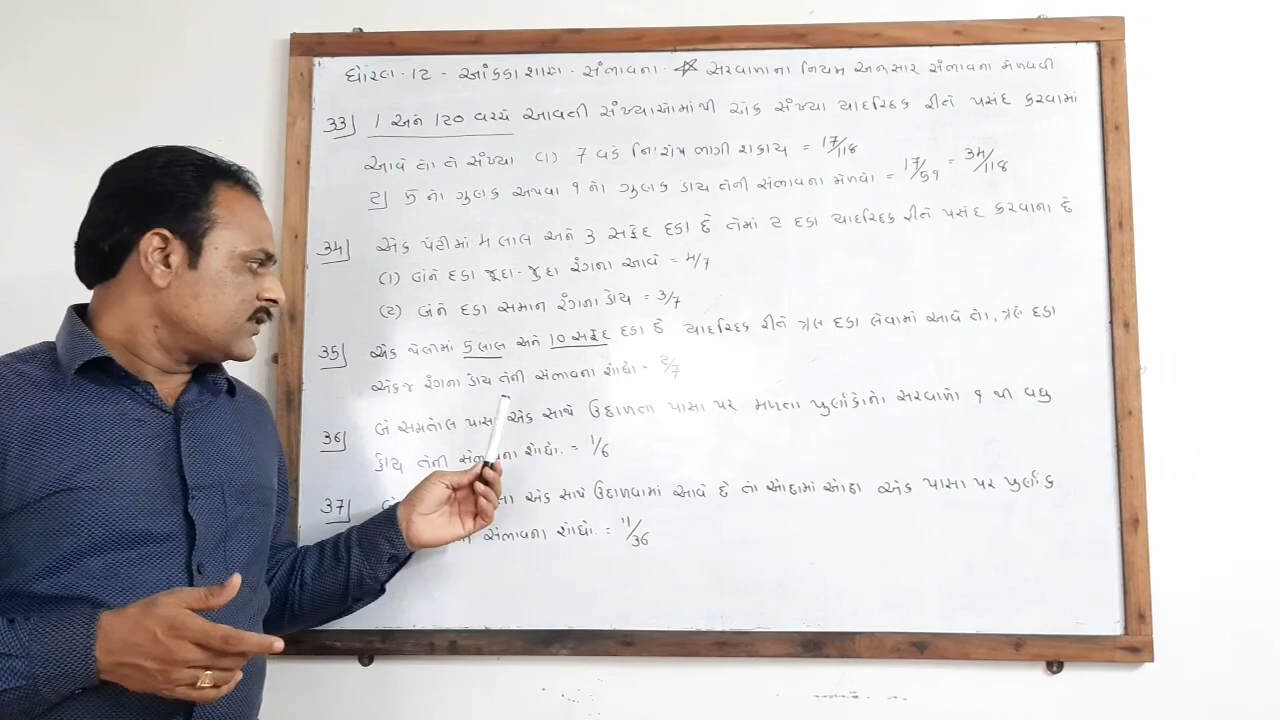 ધોરણ - 12 - આંકડાશાસ્ત્ર - સંભાવના - ☆ સરવાળાના નિયમ અનુસાર સંભાવના મેળવવી
33] 1 અને 120 વચ્ચે આવતી સંખ્યાઓમાંથી એક સંખ્યા યાદચ્છિક રીતે પસંદ કરવામાં
આવે તો તે સંખ્યા (1) 7 વડે નિઃશેષ ભાગી શકાય = 17/118
2] 5 નો ગુણક અથવા 9 નો ગુણક હોય તેની સંભાવના મેળવો = 17/59 = 34/118
34] એક પેટીમાં 4 લાલ અને 3 સફેદ દડા છે તેમાં 2 દડા યાદચ્છિક રીતે પસંદ કરવાના છે
(1) બંને દડા જુદા-જુદા રંગના આવે = 4/7
(2) બંને દડા સમાન રંગના હોય = 3/7
35] એક થેલીમાં 5 લાલ અને 10 સફેદ દડા છે યાદચ્છિક રીતે ત્રણ દડા લેવામાં આવે તો, ત્રણે દડા
એકજ રંગના હોય તેની સંભાવના શોધો - 2/7
36] બે સમતોલ પાસા એક સાથે ઉછાળતા પાસા પર મળતા પુર્ણાંકોનો સરવાળો 9 થી વધુ
હોય તેની સંભાવના શોધો. = 1/6
37] એક સાથે ઉછાળવામાં આવે છે તો ઓછામાં ઓછા એક પાસા પર પુર્ણાંક
સંભાવના શોધો. = 11/36